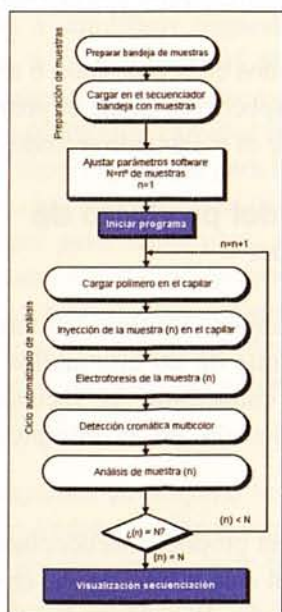 Preparación de muestras
Preparar bandeja de muestras
Cargar en el secuenciador
bandeja con muestras
Ajustar parámetros software
N=nº de muestras
n=1
Iniciar programa
n=n+1
Ciclo automatizado de análisis
Cargar polímero en el capilar
Inyección de la muestra (n) en el capilar
Electroforesis de la muestra (n)
Detección cromática multicolor
Análisis de muestra (n)
¿(n) = N?
(n) < N
(n) = N
Visualización secuenciación